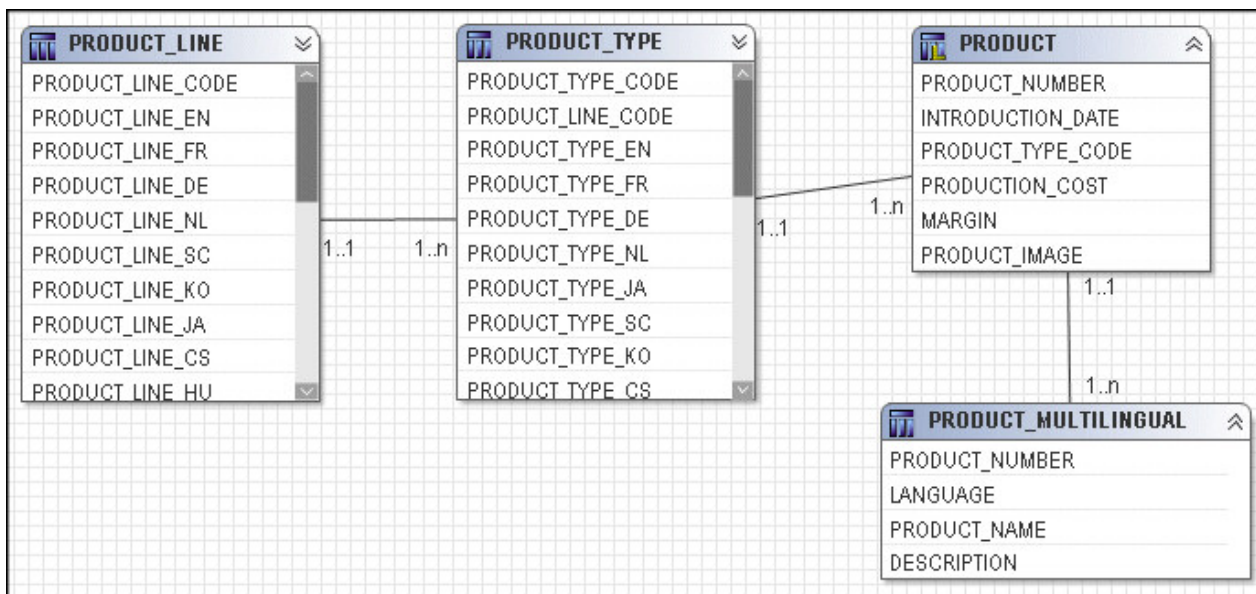 PRODUCT_LINE
PRODUCT_LINE_CODE
PRODUCT_LINE_EN
PRODUCT_LINE_FR
PRODUCT_LINE_DE
PRODUCT_LINE_NL
PRODUCT_LINE_SC
PRODUCT_LINE_KO
PRODUCT_LINE_JA
PRODUCT_LINE_CS
PRODUCT_LINE_HU
1..1
1..n
PRODUCT_TYPE
PRODUCT_TYPE_CODE
PRODUCT_LINE_CODE
PRODUCT_TYPE_EN
PRODUCT_TYPE_FR
PRODUCT_TYPE_DE
PRODUCT_TYPE_NL
PRODUCT_TYPE_JA
PRODUCT_TYPE_SC
PRODUCT_TYPE_KO
PRODUCT_TYPE_CS
1..1
1..n
PRODUCT
PRODUCT_NUMBER
INTRODUCTION_DATE
PRODUCT_TYPE_CODE
PRODUCTION_COST
MARGIN
PRODUCT_IMAGE
1..1
1..n
PRODUCT_MULTILINGUAL
PRODUCT_NUMBER
LANGUAGE
PRODUCT_NAME
DESCRIPTION